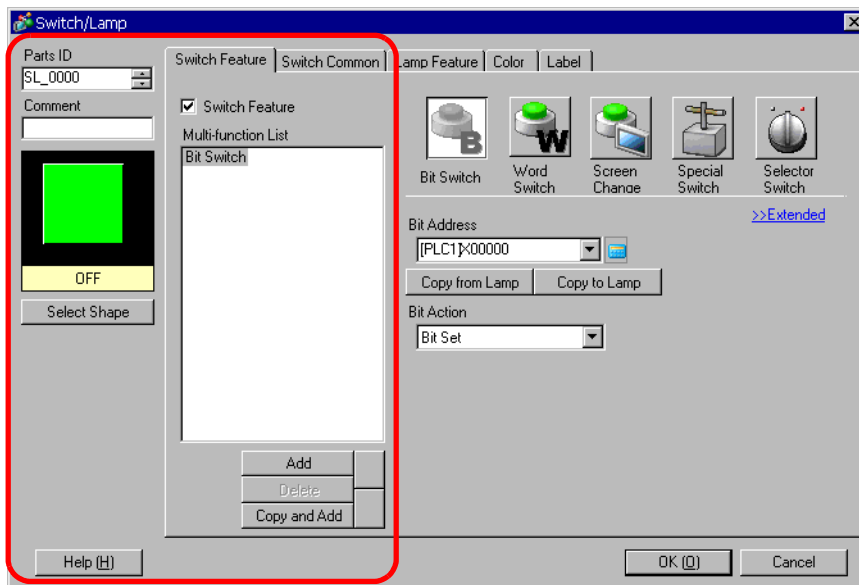 Switch/Lamp
Parts ID
SL_0000
Comment
OFF
Select Shape
Switch Feature
Switch Common
Lamp Feature
Color
Label
Switch Feature
Multi-function List
Bit Switch
Add
Delete
Copy and Add
B
W
Bit Switch
Word Switch
Screen Change
Special Switch
Selector Switch
>>Extended
Bit Address
[PLC1]X00000
Copy from Lamp
Copy to Lamp
Bit Action
Bit Set
Help (H)
OK (O)
Cancel